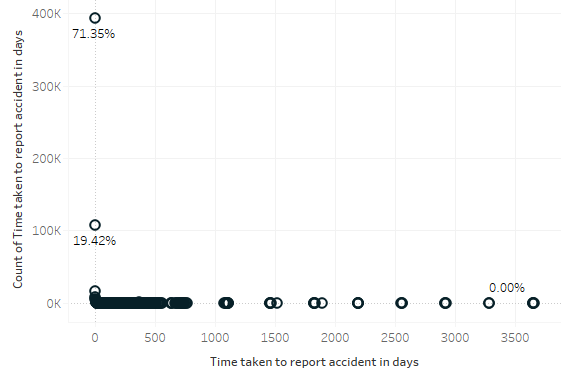 400K
71.35%
300K
200K
100K
19.42%
0.00%
0K
0 500 1000 1500 2000 2500 3000 3500
Time taken to report accident in days
Count of Time taken to report accident in days